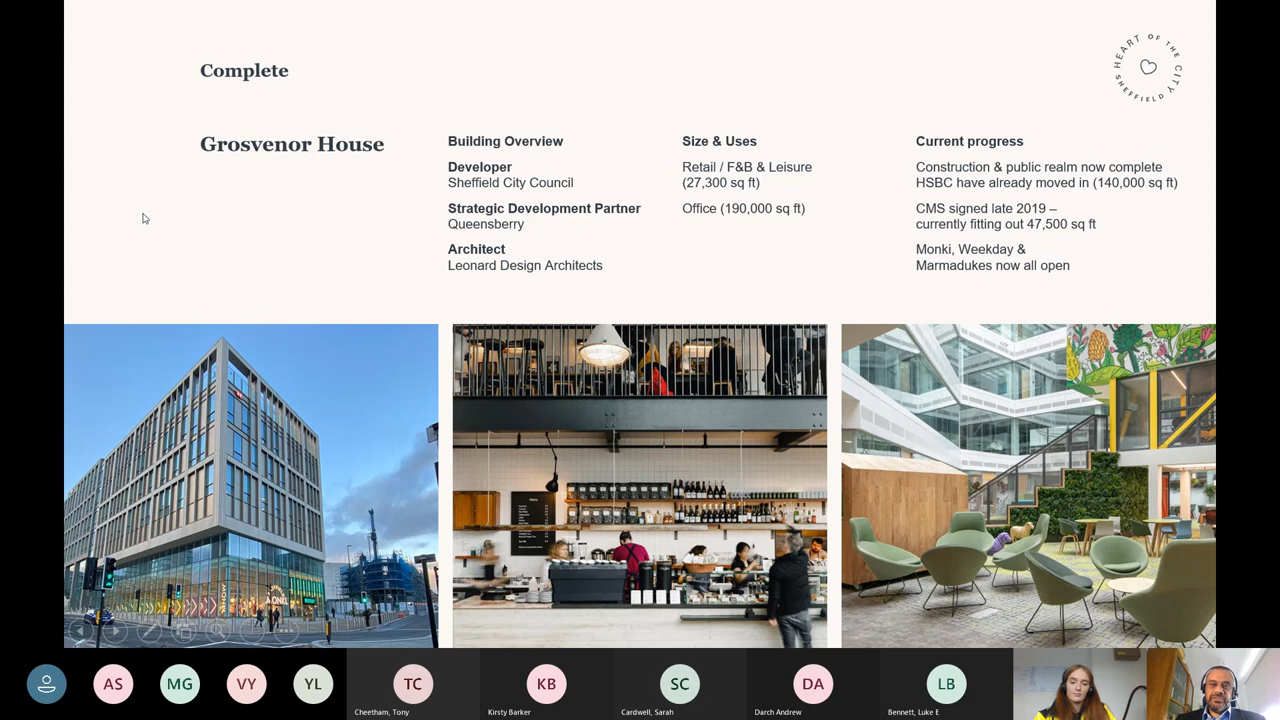 Complete
HEART OF THE CITY
SHEFFIELD
Grosvenor House
Building Overview
Developer
Sheffield City Council
Strategic Development Partner
Queensberry
Architect
Leonard Design Architects
Size & Uses
Retail / F&B & Leisure
(27,300 sq ft)
Office (190,000 sq ft)
Current progress
Construction & public realm now complete
HSBC have already moved in (140,000 sq ft)
CMS signed late 2019 –
currently fitting out 47,500 sq ft
Monki, Weekday &
Marmadukes now all open
MONKI
AS
MG
VY
YL
TC
Cheetham, Tony
KB
Kirsty Barker
SC
Cardwell, Sarah
DA
Darch Andrew
LB
Bennett, Luke E